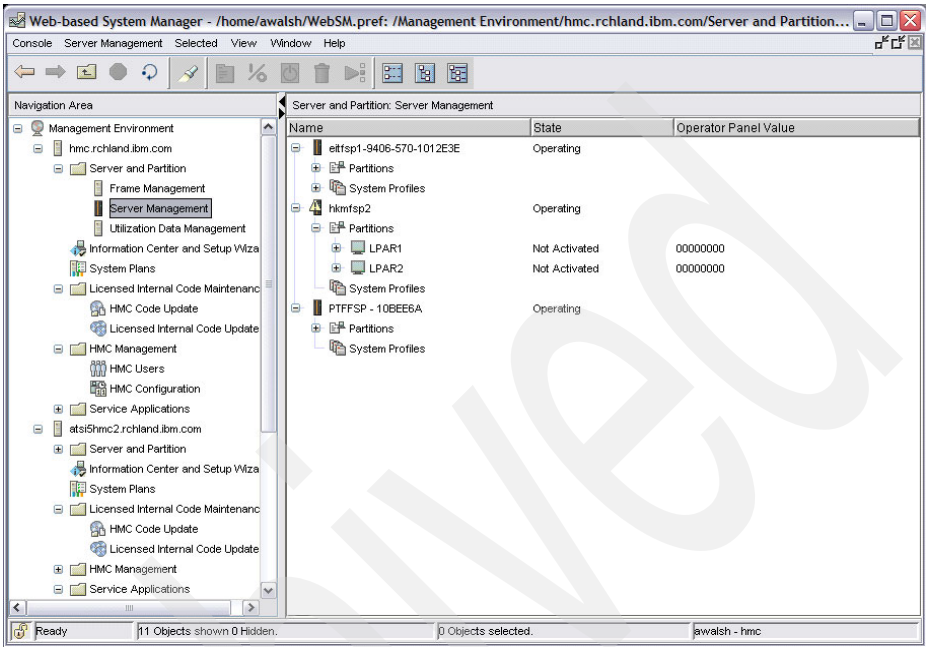 Web-based System Manager - /home/awalsh/WebSM.pref: /Management Environment/hmc.rchland.ibm.com/Server and Partition...
Console Server Management Selected View Window Help
Navigation Area
Management Environment
hmc.rchland.ibm.com
Server and Partition
Frame Management
Server Management
Utilization Data Management
Information Center and Setup Wiza
System Plans
Licensed Internal Code Maintenanc
HMC Code Update
Licensed Internal Code Update
HMC Management
HMC Users
HMC Configuration
Service Applications
atsi5hmc2.rchland.ibm.com
Server and Partition
Information Center and Setup Wiza
System Plans
Licensed Internal Code Maintenanc
HMC Code Update
Licensed Internal Code Update
HMC Management
Service Applications
Server and Partition: Server Management
Name State Operator Panel Value
eitfsp1-9406-570-1012E3E Operating
Partitions
System Profiles
hkmfsp2 Operating
Partitions
LPAR1 Not Activated 00000000
LPAR2 Not Activated 00000000
System Profiles
PTFFSP - 10BEE6A Operating
Partitions
System Profiles
Ready 11 Objects shown 0 Hidden. 0 Objects selected. awalsh - hmc